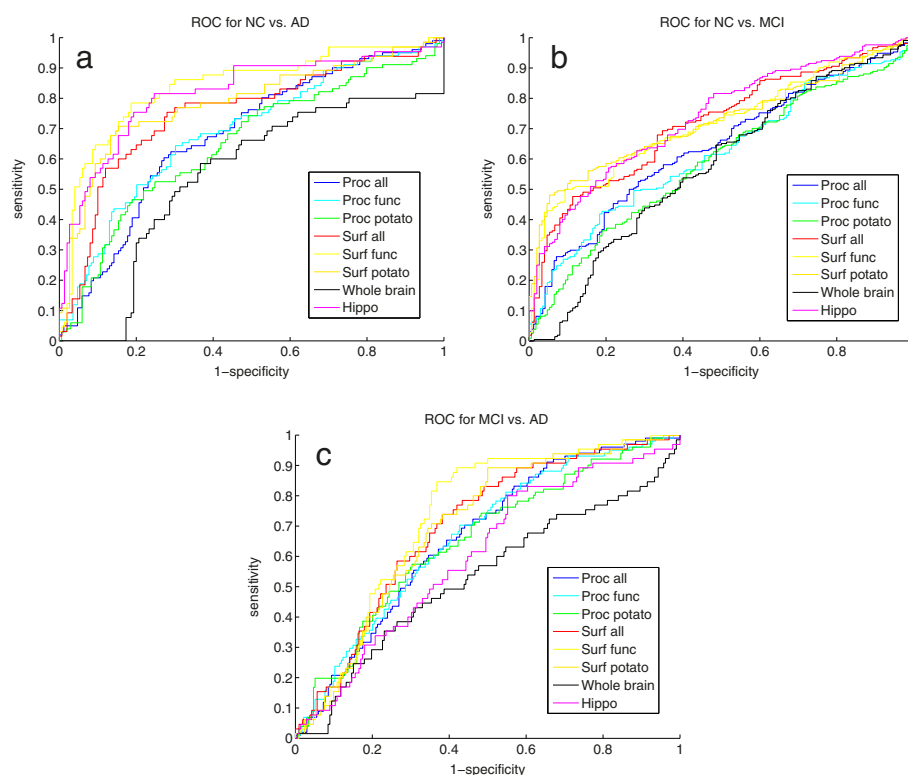 ROC for NC vs. AD
a
1
0.9
0.8
0.7
0.6
0.5
0.4
0.3
0.2
0.1
0
sensitivity
0
0.2
0.4
0.6
0.8
1
1−specificity
Proc all
Proc func
Proc potato
Surf all
Surf func
Surf potato
Whole brain
Hippo
ROC for NC vs. MCI
b
1
0.9
0.8
0.7
0.6
0.5
0.4
0.3
0.2
0.1
0
sensitivity
0
0.2
0.4
0.6
0.8
1−specificity
Proc all
Proc func
Proc potato
Surf all
Surf func
Surf potato
Whole brain
Hippo
ROC for MCI vs. AD
c
1
0.9
0.8
0.7
0.6
0.5
0.4
0.3
0.2
0.1
0
sensitivity
0
0.2
0.4
0.6
0.8
1
1−specificity
Proc all
Proc func
Proc potato
Surf all
Surf func
Surf potato
Whole brain
Hippo